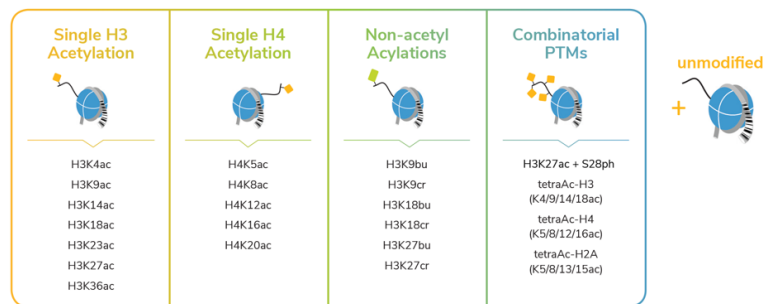 Single H3
Acetylation
H3K4ac
H3K9ac
H3K14ac
H3K18ac
H3K23ac
H3K27ac
H3K36ac
Single H4
Acetylation
H4K5ac
H4K8ac
H4K12ac
H4K16ac
H4K20ac
Non-acetyl
Acylations
H3K9bu
H3K9cr
H3K18bu
H3K18cr
H3K27bu
H3K27cr
Combinatorial
PTMs
H3K27ac + S28ph
tetraAc-H3
(K4/9/14/18ac)
tetraAc-H4
(K5/8/12/16ac)
tetraAc-H2A
(K5/8/13/15ac)
+
unmodified